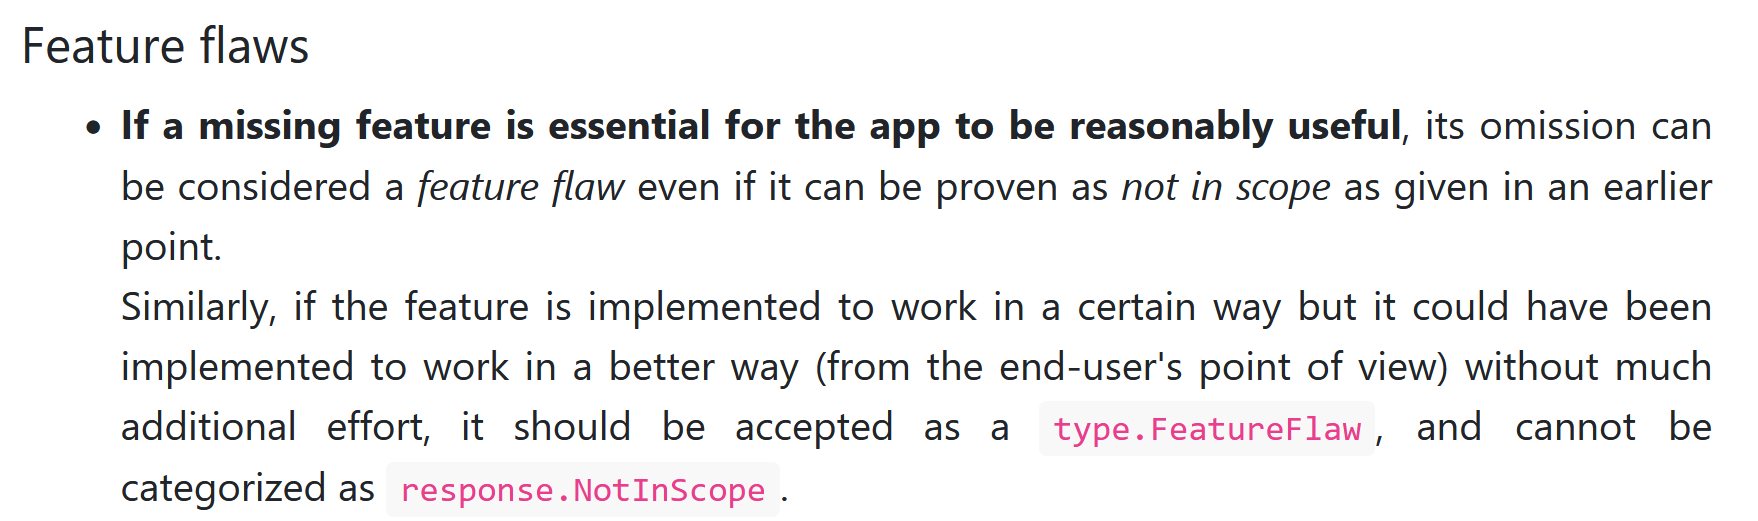 Feature flaws
• If a missing feature is essential for the app to be reasonably useful, its omission can
be considered a feature flaw even if it can be proven as not in scope as given in an earlier
point.
Similarly, if the feature is implemented to work in a certain way but it could have been
implemented to work in a better way (from the end-user's point of view) without much
additional effort, it should be accepted as a type.FeatureFlaw, and cannot be
categorized as response.NotInScope.